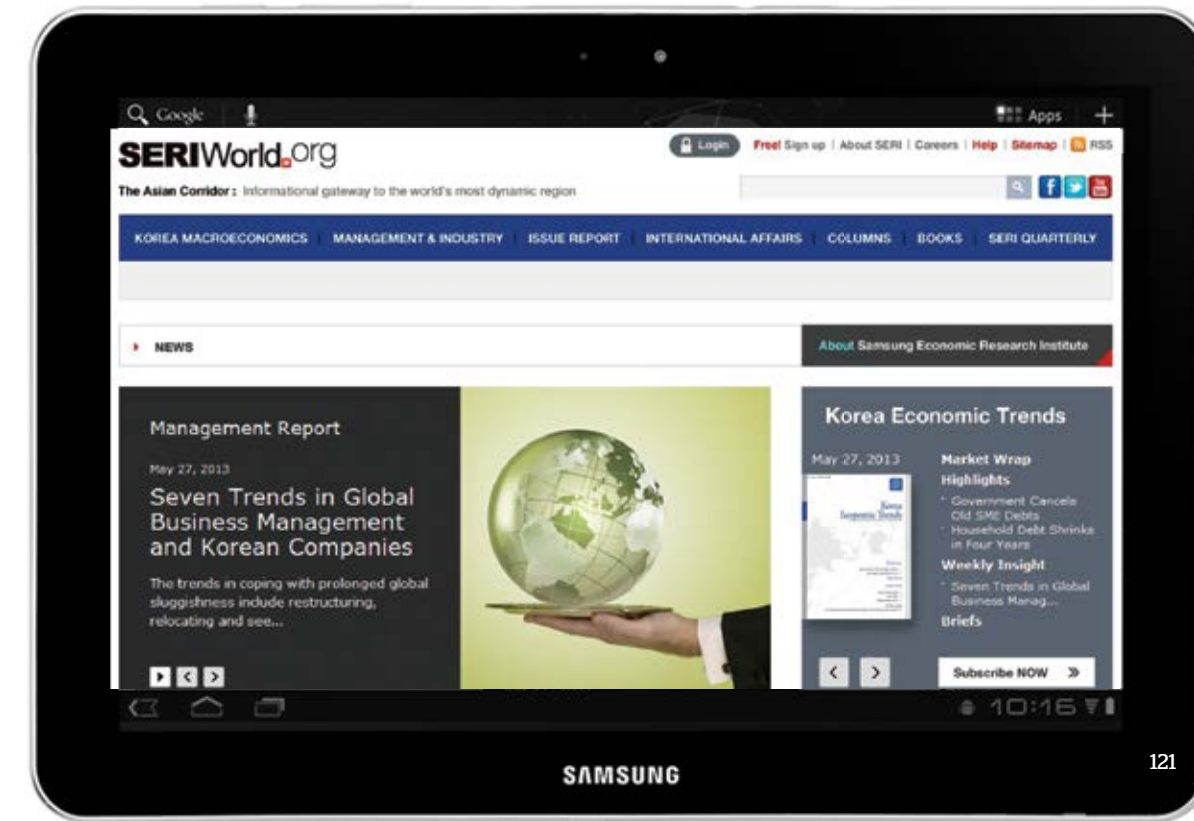 Google
Apps
SERIWorld.org
Login
Free! Sign up | About SERI | Careers | Help | Sitemap | RSS
The Asian Corridor : Informational gateway to the world's most dynamic region
KOREA MACROECONOMICS | MANAGEMENT & INDUSTRY | ISSUE REPORT | INTERNATIONAL AFFAIRS | COLUMNS | BOOKS | SERI QUARTERLY
NEWS
About Samsung Economic Research Institute
Management Report
May 27, 2013
Seven Trends in Global
Business Management
and Korean Companies
The trends in coping with prolonged global
sluggishness include restructuring,
relocating and see...
Korea Economic Trends
May 27, 2013
Korea
Economic Trends
Market Wrap
Highlights
Government Cancels
Old SME Debts
Household Debt Shrinks
in Four Years
Weekly Insight
Seven Trends in Global
Business Manag...
Briefs
Subscribe NOW
10:16
SAMSUNG
121